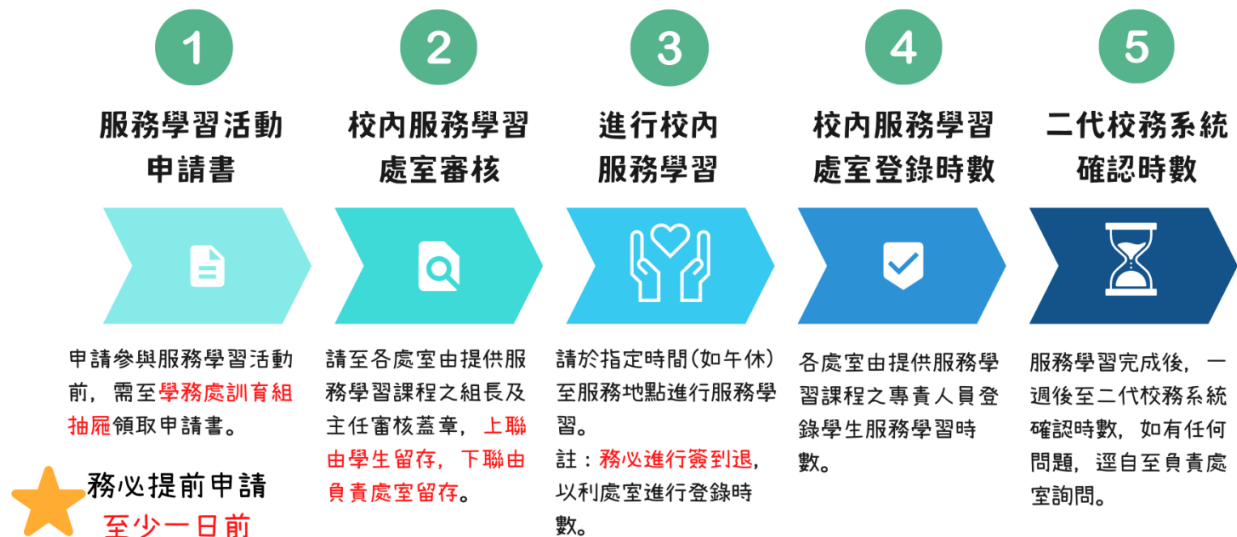 1
服務學習活動
申請書
申請參與服務學習活動
前，需至學務處訓育組
抽屜領取申請書。
務必提前申請
至少一日前
2
校內服務學習
處室審核
請至各處室由提供服
務學習課程之組長及
主任審核蓋章，上聯
由學生留存，下聯由
負責處室留存。
3
進行校內
服務學習
請於指定時間(如午休)
至服務地點進行服務學
習。
註：務必進行簽到退，
以利處室進行登錄時
數。
4
校內服務學習
處室登錄時數
各處室由提供服務學
習課程之專責人員登
錄學生服務學習時
數。
5
二代校務系統
確認時數
服務學習完成後，一
週後至二代校務系統
確認時數，如有任何
問題，逕自至負責處
室詢問。